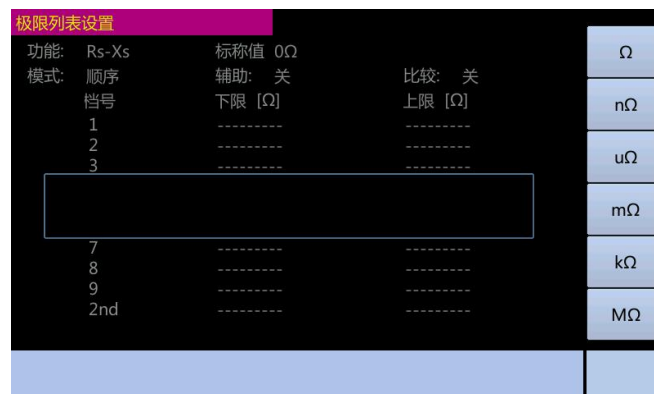 极限列表设置
功能: Rs-Xs 标称值 0Ω
模式: 顺序 辅助: 关 比较: 关
档号 下限 [Ω] 上限 [Ω]
1 --------- ---------
2 --------- ---------
3 --------- ---------
7 --------- ---------
8 --------- ---------
9 --------- ---------
2nd --------- ---------
Ω
nΩ
uΩ
mΩ
kΩ
MΩ